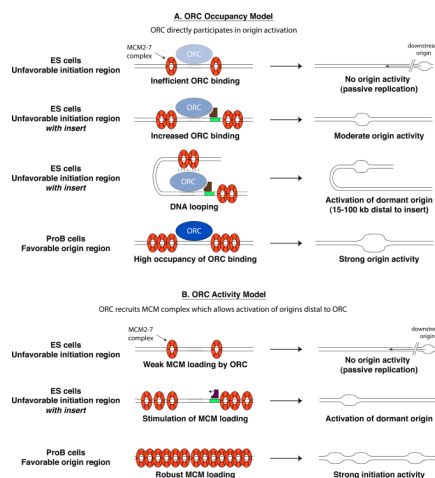 A. ORC Occupancy Model
ORC directly participates in origin activation
ES cells
Unfavorable initiation region
MCM2-7
complex
ORC
Inefficient ORC binding
downstream
origin
No origin activity
(passive replication)
ES cells
Unfavorable initiation region
with insert
ORC
Increased ORC binding
Moderate origin activity
ES cells
Unfavorable initiation region
with insert
ORC
DNA looping
Activation of dormant origin
(15-100 kb distal to insert)
ProB cells
Favorable origin region
ORC
High occupancy of ORC binding
Strong origin activity
B. ORC Activity Model
ORC recruits MCM complex which allows activation of origins distal to ORC
ES cells
Unfavorable initiation region
MCM2-7
complex
Weak MCM loading by ORC
downstre
origin
No origin activity
(passive replication)
ES cells
Unfavorable initiation region
with insert
Stimulation of MCM loading
Activation of dormant origin
ProB cells
Favorable origin region
Robust MCM loading
Strong initiation activity